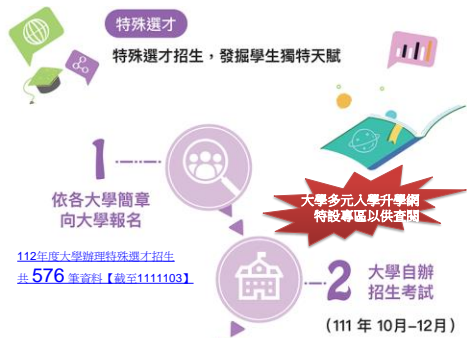 特殊選才
特殊選才招生，發掘學生獨特天賦
1
依各大學簡章
向大學報名
大學多元入學升學網
特設專區以供查閱
112年度大學辦理特殊選才招生
共 576 筆資料【截至1111103】
2
大學自辦
招生考試
（111 年 10月–12月）